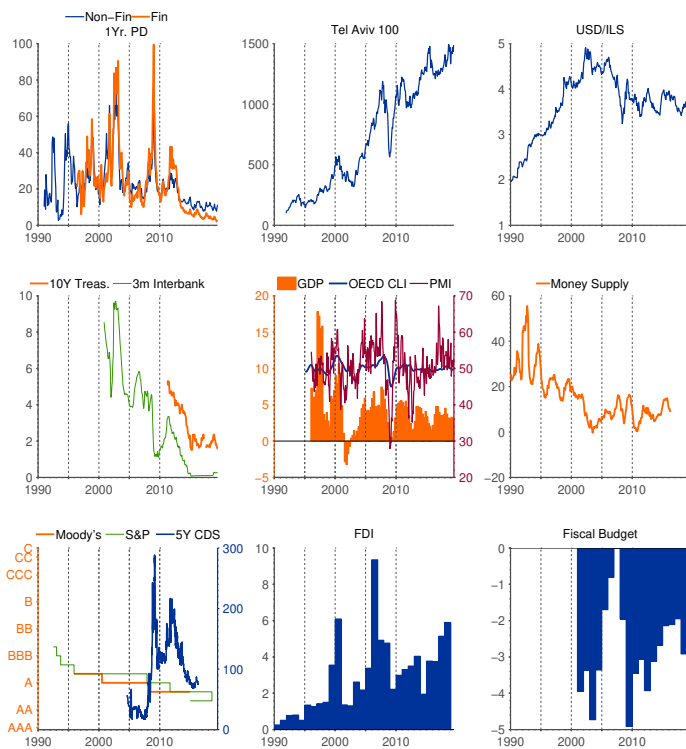 Non−Fin Fin
1Yr. PD
100
80
60
40
20
0
1990 2000 2010
Tel Aviv 100
1500
1000
500
0
1990 2000 2010
USD/ILS
5
4
3
2
1
1990 2000 2010
10Y Treas. 3m Interbank
10
8
6
4
2
0
1990 2000 2010
GDP OECD CLI PMI
20 70
15 60
10 50
5 40
0 30
−5 20
1990 2000 2010
Money Supply
60
40
20
0
−20
1990 2000 2010
Moody's S&P 5Y CDS
C 300
CC
CCC
B 200
BB
BBB
100
A
AA
AAA 0
1990 2000 2010
FDI
10
8
6
4
2
0
1990 2000 2010
Fiscal Budget
0
−1
−2
−3
−4
−5
1990 2000 2010